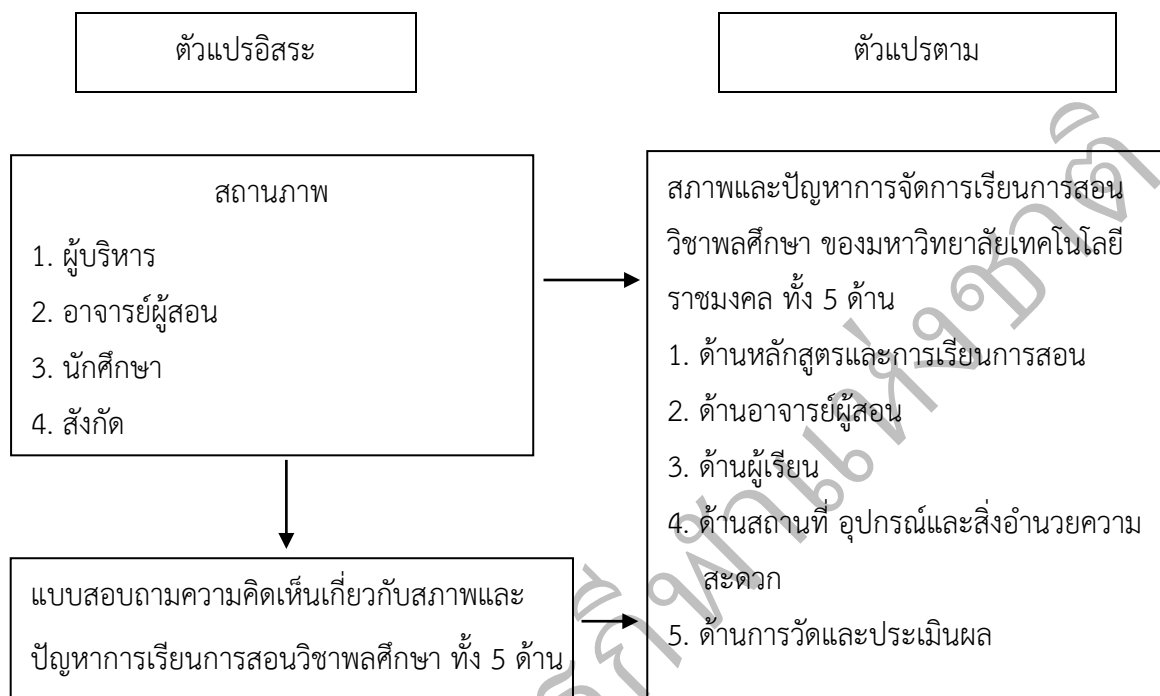 ตัวแปรอิสระ
ตัวแปรตาม
สถานภาพ
1. ผู้บริหาร
2. อาจารย์ผู้สอน
3. นักศึกษา
4. สังกัด
แบบสอบถามความคิดเห็นเกี่ยวกับสภาพและ
ปัญหาการเรียนการสอนวิชาพลศึกษา ทั้ง 5 ด้าน
สภาพและปัญหาการจัดการเรียนการสอน
วิชาพลศึกษา ของมหาวิทยาลัยเทคโนโลยี
ราชมงคล ทั้ง 5 ด้าน
1. ด้านหลักสูตรและการเรียนการสอน
2. ด้านอาจารย์ผู้สอน
3. ด้านผู้เรียน
4. ด้านสถานที่ อุปกรณ์และสิ่งอำนวยความ
สะดวก
5. ด้านการวัดและประเมินผล